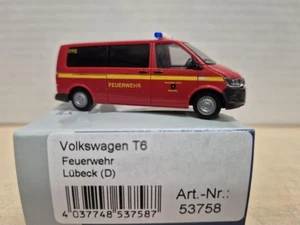 FEUERWEHR
Volkswagen T6
Feuerwehr
Lübeck (D)
Art.-Nr.:
53758
4 037748 537587